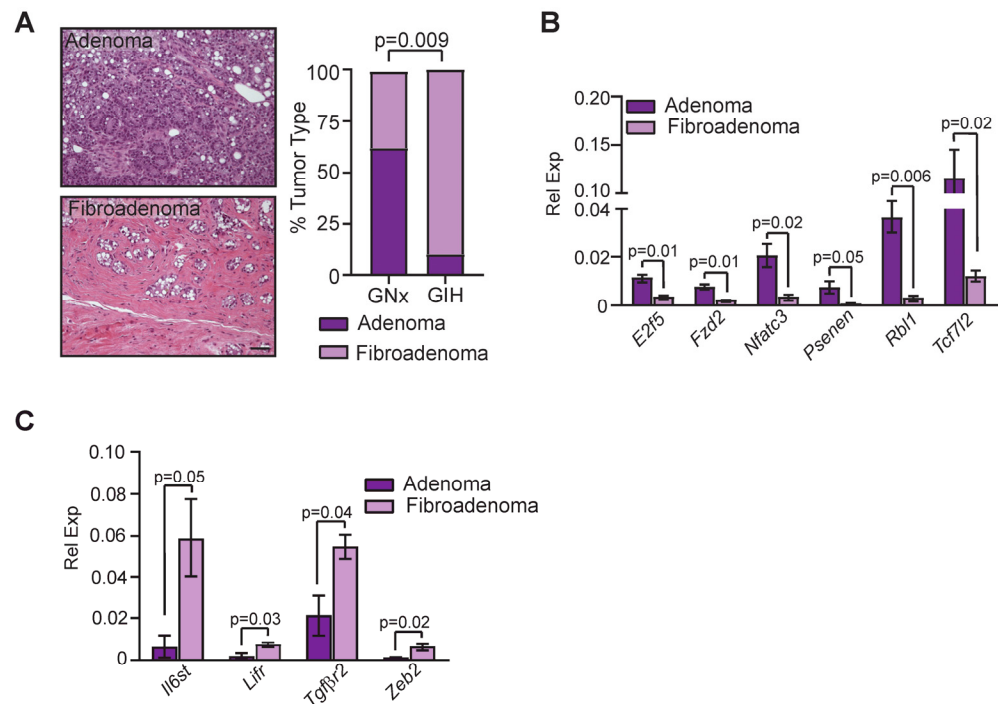 A
Adenoma
Fibroadenoma
p=0.009
100
75
50
25
0
% Tumor Type
GNx
GIH
Adenoma
Fibroadenoma
B
Adenoma
Fibroadenoma
0.20
0.15
0.10
0.04
0.02
0
Rel Exp
p=0.01
p=0.01
p=0.02
p=0.05
p=0.006
p=0.02
E2f5
Fzd2
Nfatc3
Psenen
Rbl1
Tcf7l2
C
Adenoma
Fibroadenoma
0.10
0.08
0.06
0.04
0.02
0
Rel Exp
p=0.05
p=0.03
p=0.04
p=0.02
Il6st
Lifr
Tgfβr2
Zeb2